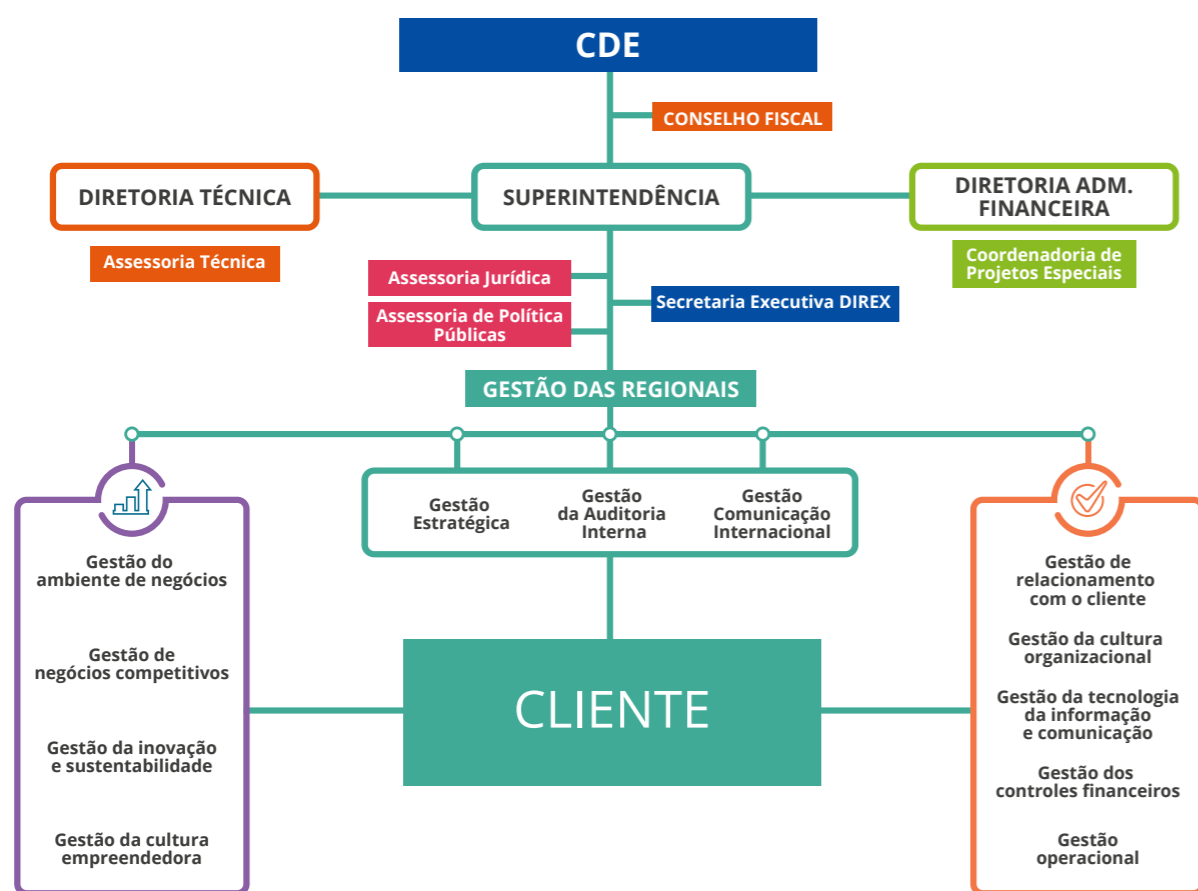 CDE
CONSELHO FISCAL
DIRETORIA TÉCNICA
SUPERINTENDÊNCIA
DIRETORIA ADM.
FINANCEIRA
Assessoria Técnica
Coordenadoria de
Projetos Especiais
Assessoria Jurídica
Secretaria Executiva DIREX
Assessoria de Política
Públicas
GESTÃO DAS REGIONAIS
Gestão
Estratégica
Gestão
da Auditoria
Interna
Gestão
Comunicação
Internacional
Gestão do
ambiente de negócios
Gestão de
negócios competitivos
Gestão da inovação
e sustentabilidade
Gestão da cultura
empreendedora
CLIENTE
Gestão de
relacionamento
com o cliente
Gestão da cultura
organizacional
Gestão da tecnologia
da informação
e comunicação
Gestão dos
controles financeiros
Gestão
operacional